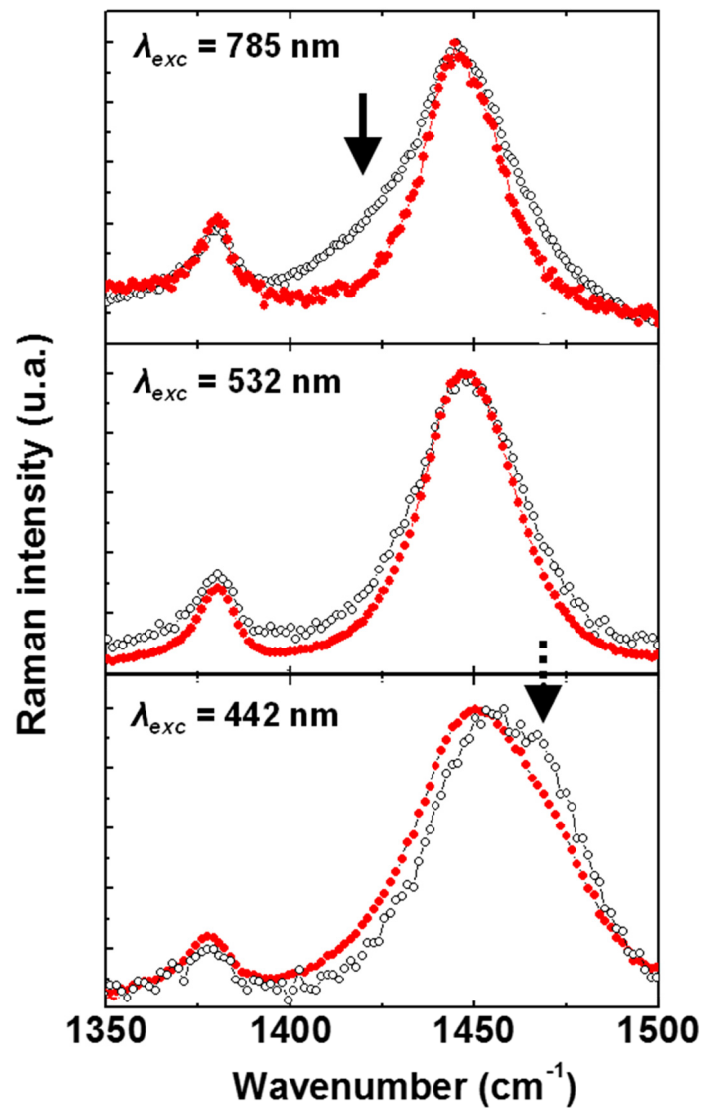 λexc = 785 nm
λexc = 532 nm
λexc = 442 nm
Raman intensity (u.a.)
1350 1400 1450 1500
Wavenumber (cm⁻¹)